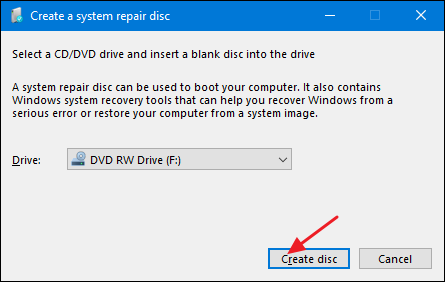 Create a system repair disc
Select a CD/DVD drive and insert a blank disc into the drive
A system repair disc can be used to boot your computer. It also contains
Windows system recovery tools that can help you recover Windows from a
serious error or restore your computer from a system image.
Drive: DVD RW Drive (F:)
Create disc Cancel